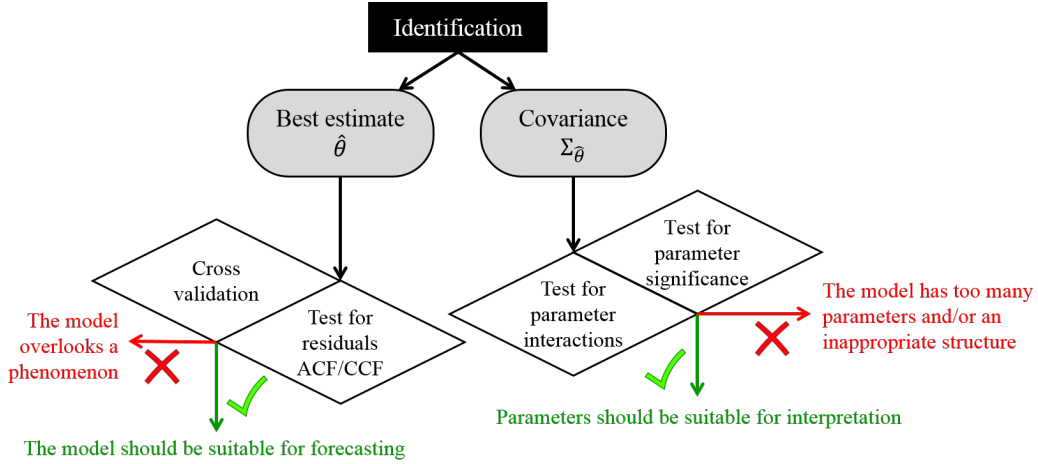 Identification
Best estimate
θ̂
Covariance
Σ_θ̂
Cross
validation
Test for
residuals
ACF/CCF
Test for
parameter
significance
Test for
parameter
interactions
The model
overlooks a
phenomenon
The model should be suitable for forecasting
The model has too many
parameters and/or an
inappropriate structure
Parameters should be suitable for interpretation